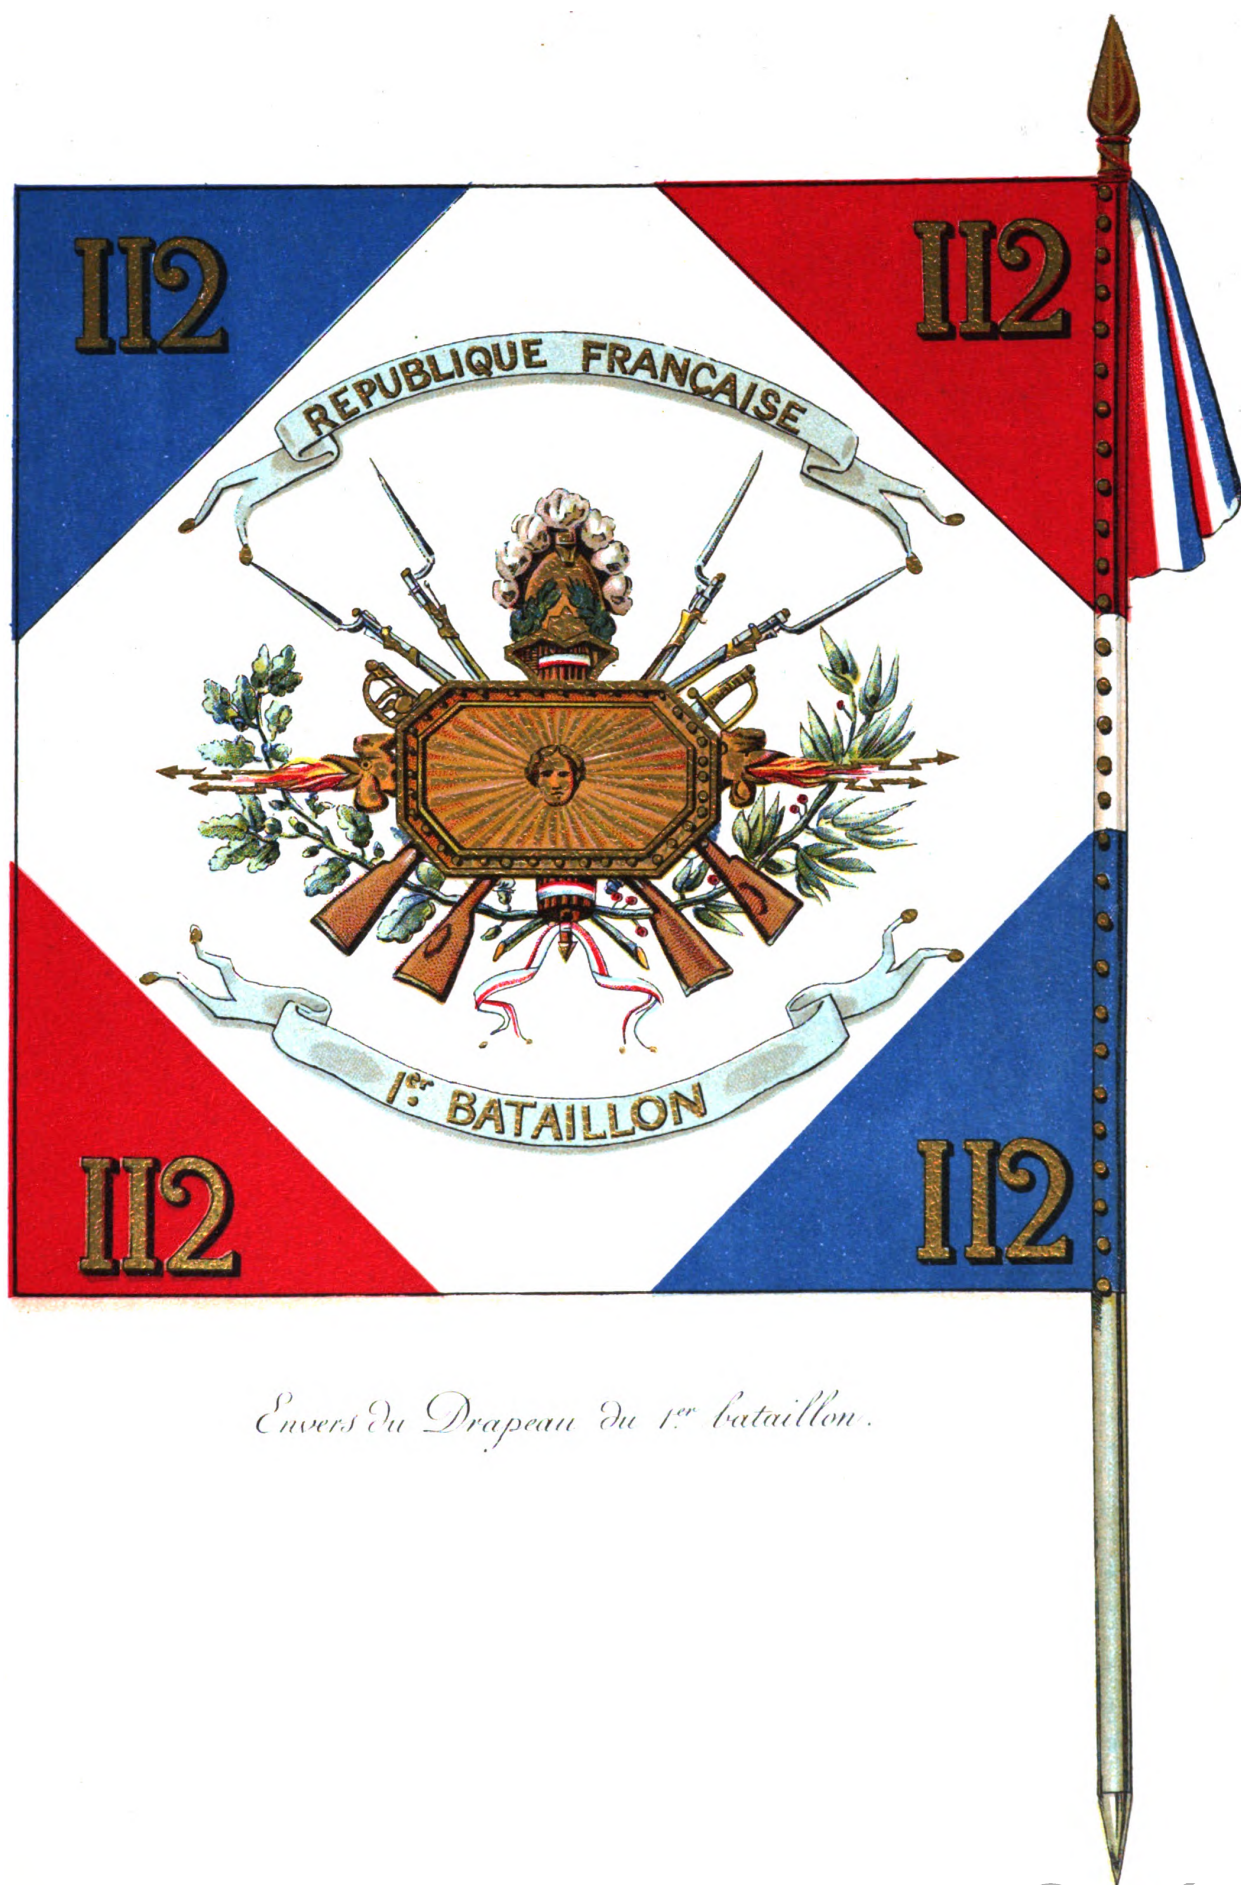 112 112
REPUBLIQUE FRANÇAISE
1er. BATAILLON
112 112
Envers du Drapeau du 1er bataillon.